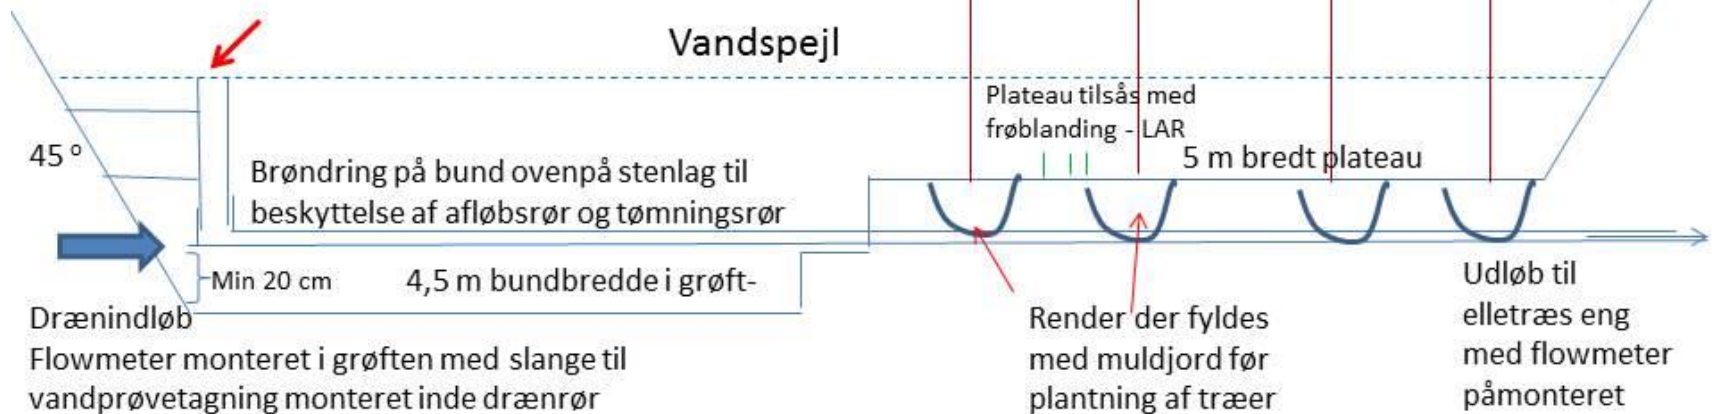 Vandspejl
Plateau tilsås med
frøblanding - LAR
45 º
5 m bredt plateau
Brøndring på bund ovenpå stenlag til
beskyttelse af afløbsrør og tømningsrør
Min 20 cm
4,5 m bundbredde i grøft-
Drænindløb
Flowmeter monteret i grøften med slange til
vandprøvetagning monteret inde drænrør
Render der fyldes
med muldjord før
plantning af træer
Udløb til
elletræs eng
med flowmeter
påmonteret